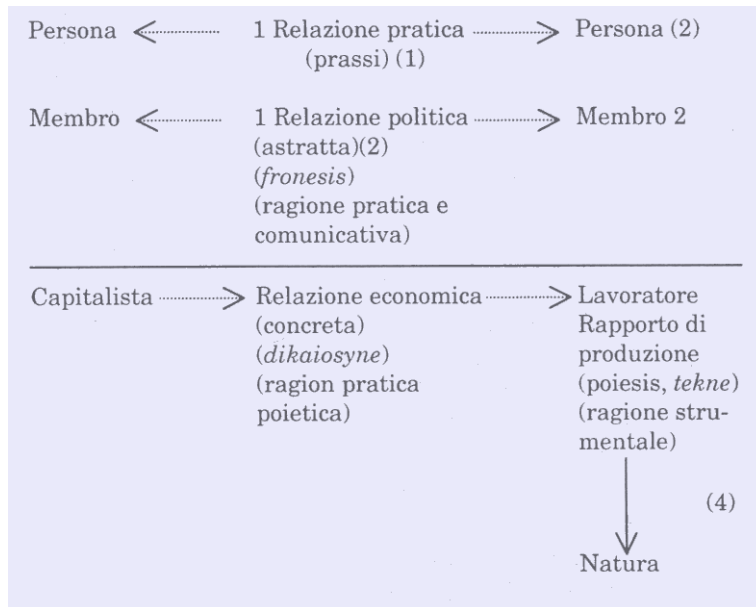 Persona 1 Relazione pratica Persona (2)
(prassi) (1)
Membro 1 Relazione politica Membro 2
(astratta)(2)
(fronesis)
(ragione pratica e
comunicativa)
Capitalista Relazione economica Lavoratore
(concreta) Rapporto di
(dikaiosyne) produzione
(ragion pratica (poiesis, tekne)
poietica) (ragione stru-
mentale)
(4)
Natura